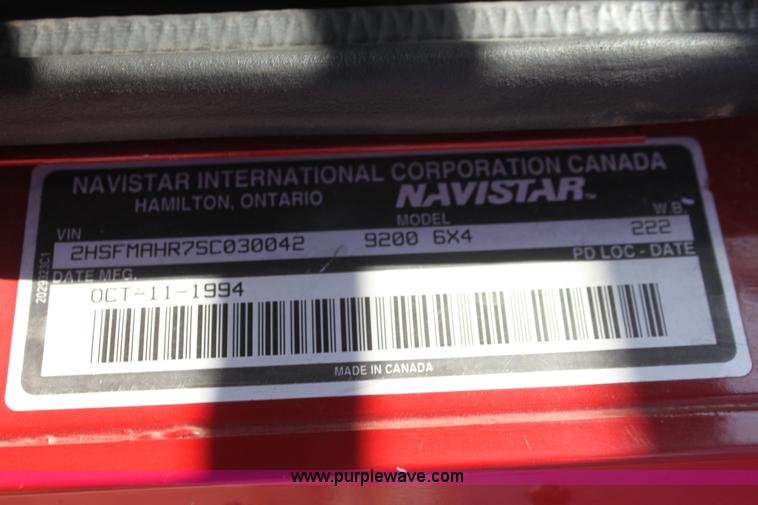 NAVISTAR INTERNATIONAL CORPORATION CANADA
HAMILTON, ONTARIO NAVISTAR™
VIN MODEL W.B.
2HSFMAHR7SC030042 9200 6X4 222
DATE MFG. PD LOC - DATE
OCT-11-1994
MADE IN CANADA
www.purplewave.com